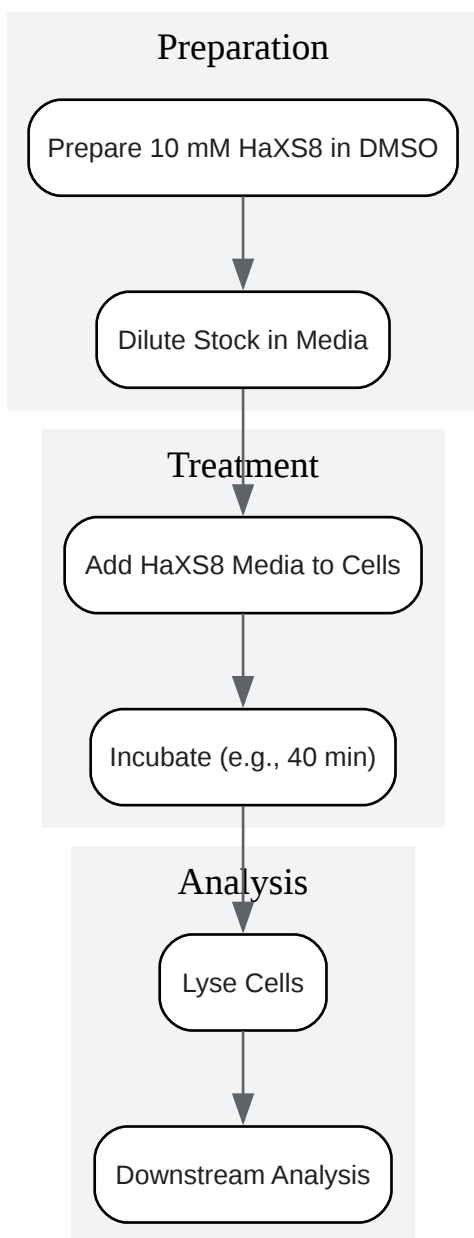 Preparation
Prepare 10 mM HaXS8 in DMSO
Dilute Stock in Media
Treatment
Add HaXS8 Media to Cells
Incubate (e.g., 40 min)
Analysis
Lyse Cells
Downstream Analysis